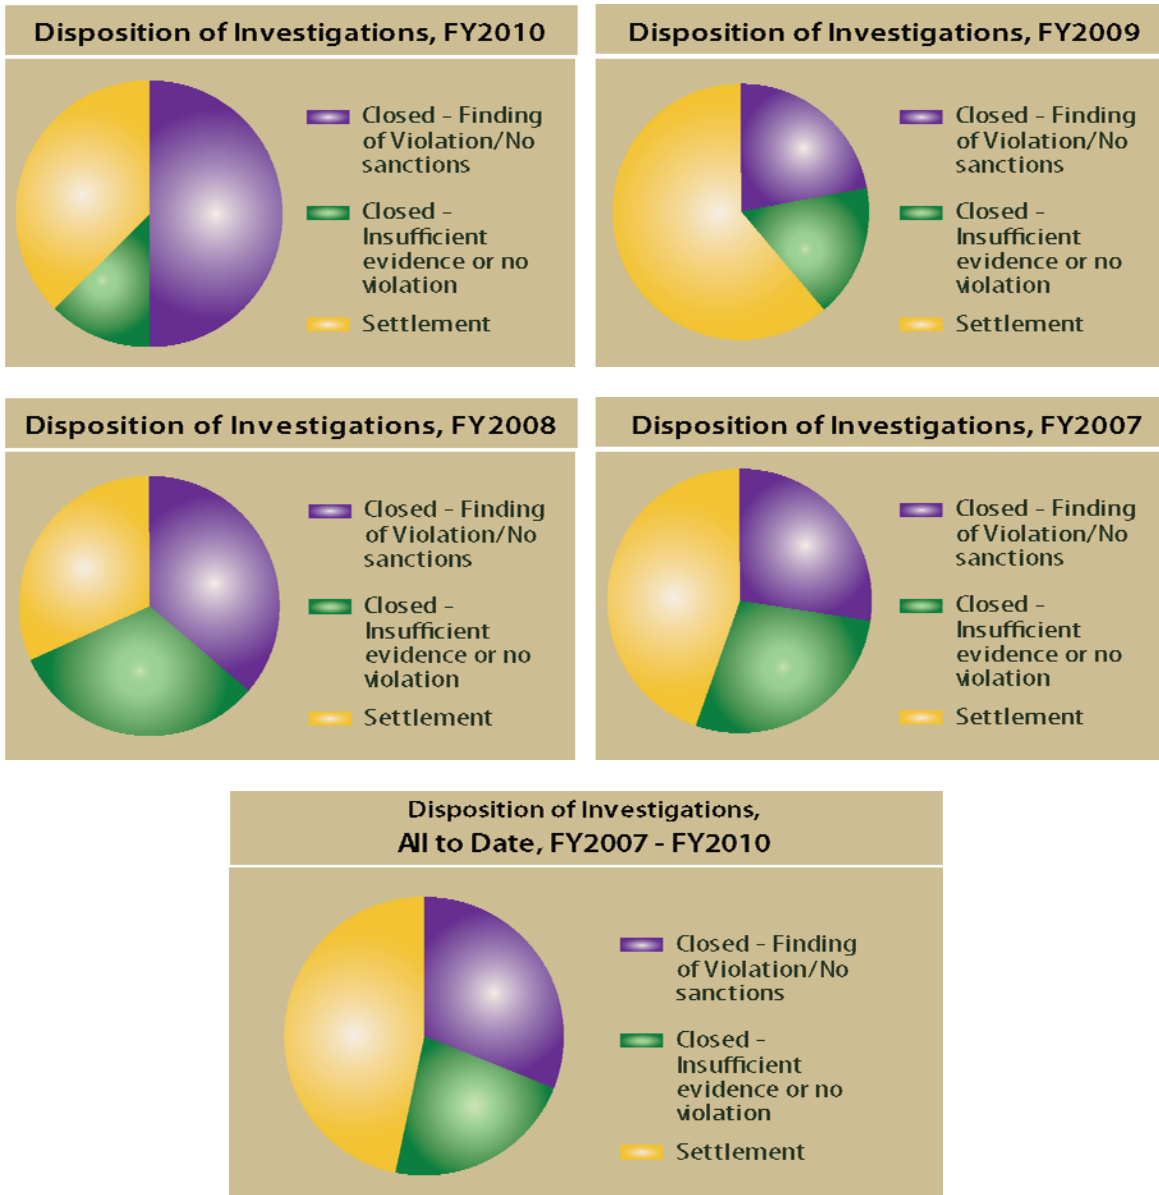 Disposition of Investigations, FY2010
Closed – Finding
of Violation/No
sanctions
Closed –
Insufficient
evidence or no
violation
Settlement
Disposition of Investigations, FY2009
Closed – Finding
of Violation/No
sanctions
Closed –
Insufficient
evidence or no
violation
Settlement
Disposition of Investigations, FY2008
Closed – Finding
of Violation/No
sanctions
Closed –
Insufficient
evidence or no
violation
Settlement
Disposition of Investigations, FY2007
Closed – Finding
of Violation/No
sanctions
Closed –
Insufficient
evidence or no
violation
Settlement
Disposition of Investigations,
All to Date, FY2007 - FY2010
Closed – Finding
of Violation/No
sanctions
Closed –
Insufficient
evidence or no
violation
Settlement